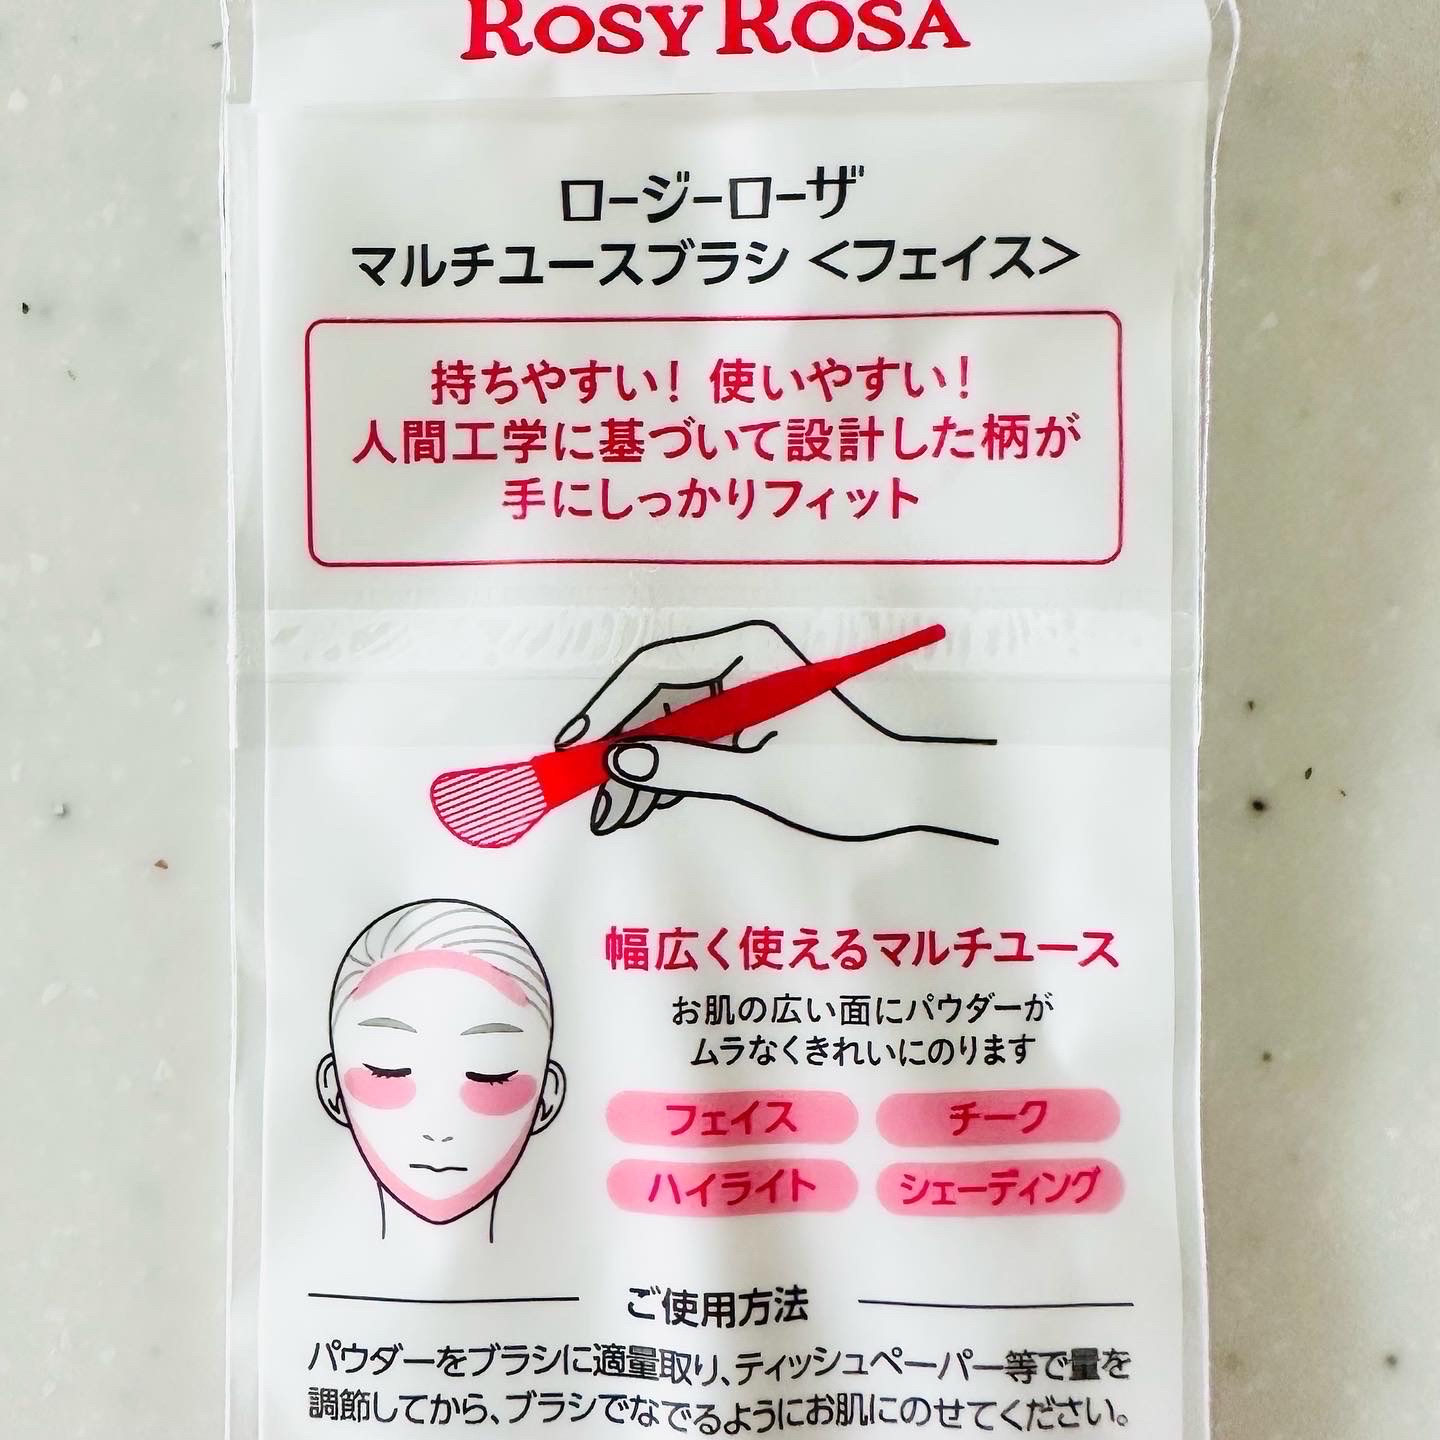 ROSY ROSA
ロージーローザ
マルチユースブラシ＜フェイス＞
持ちやすい！使いやすい！
人間工学に基づいて設計した柄が
手にしっかりフィット
幅広く使えるマルチユース
お肌の広い面にパウダーが
ムラなくきれいにのります
フェイス チーク
ハイライト シェーディング
ご使用方法
パウダーをブラシに適量取り、ティッシュペーパー等で量を
調節してから、ブラシでなでるようにお肌にのせてください。